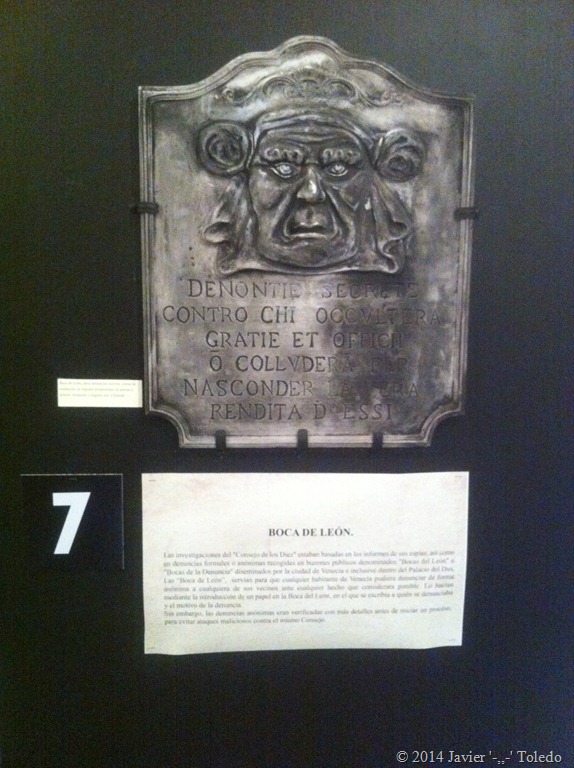 DENONTIE SECRETE
CONTRO CHI OCCVLTERA
GRATIE ET OFFICII
Ō COLLVDERA PER
NASCONDER LA VERA
RENDITA D ESSI
7
BOCA DE LEÓN.
Las investigaciones del "Consejo de los Diez" estaban basadas en los informes de sus espías, así como
en denuncias formales o anónimas recogidas en buzones públicos denominados "Bocas del León" o
"Bocas de la Denuncia" diseminados por la ciudad de Venecia e inclusive dentro del Palacio del Dux.
Las "Boca de León", servían para que cualquier habitante de Venecia pudiera denunciar de forma
anónima a cualquiera de sus vecinos ante cualquier hecho que considerara punible. Lo hacían
mediante la introducción de un papel en la Boca del León, en el que se escribía a quién se denunciaba
y el motivo de la denuncia.
Sin embargo, las denuncias anónimas eran verificadas con más detalles antes de iniciar un proceso,
para evitar ataques maliciosos contra el mismo Consejo.
© 2014 Javier '-,,-' Toledo